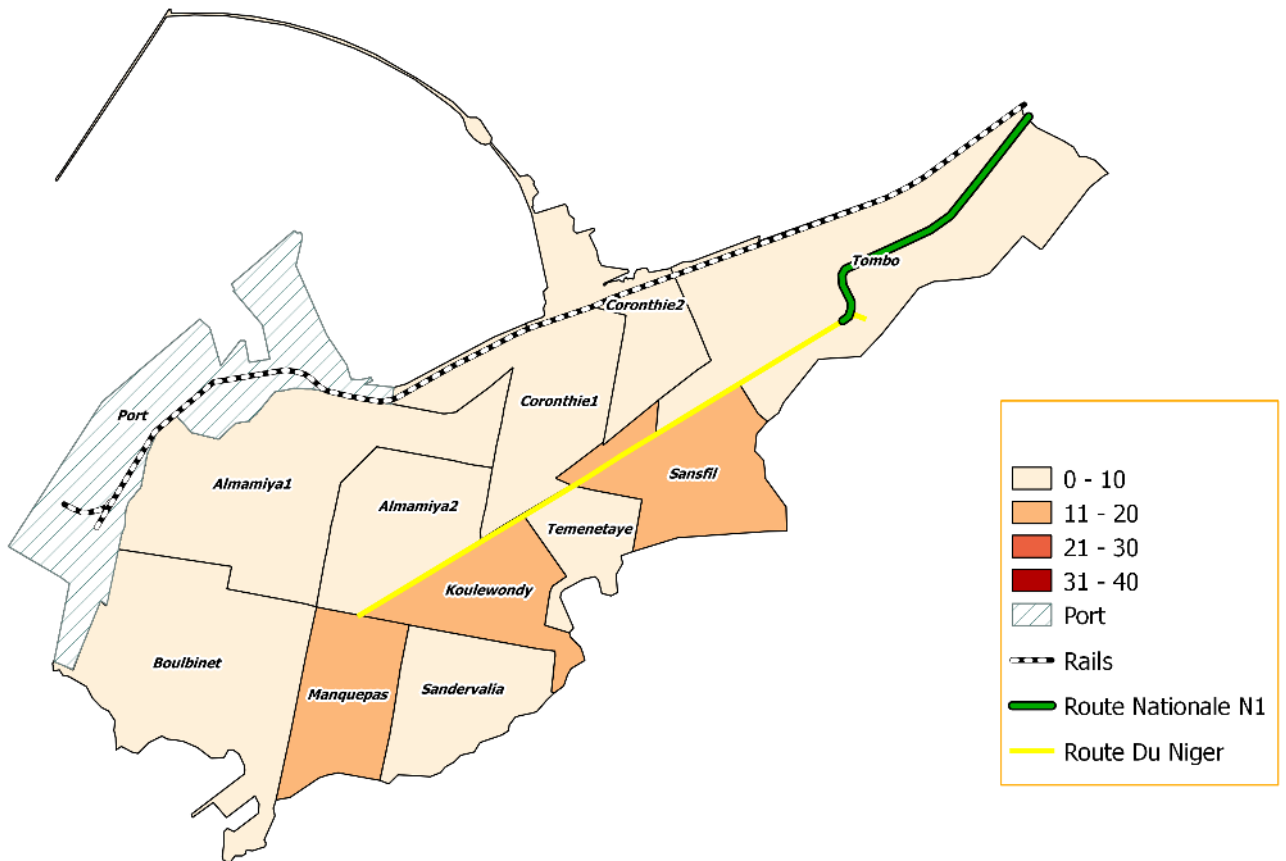 Tombo
Coronthie2
Port
Coronthie1
Almamiya1
Almamiya2
Sansfil
Temenetaye
Koulewondy
Boulbinet
Manquepas
Sandervalia
0 - 10
11 - 20
21 - 30
31 - 40
Port
Rails
Route Nationale N1
Route Du Niger